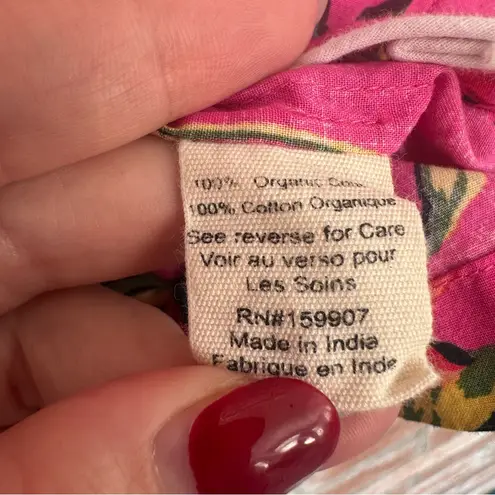 100% Organic
100% Cotton Organique
See reverse for Care
Voir au verso pour
Les Soins
RN#159907
Made in India
Fabrique en Inde